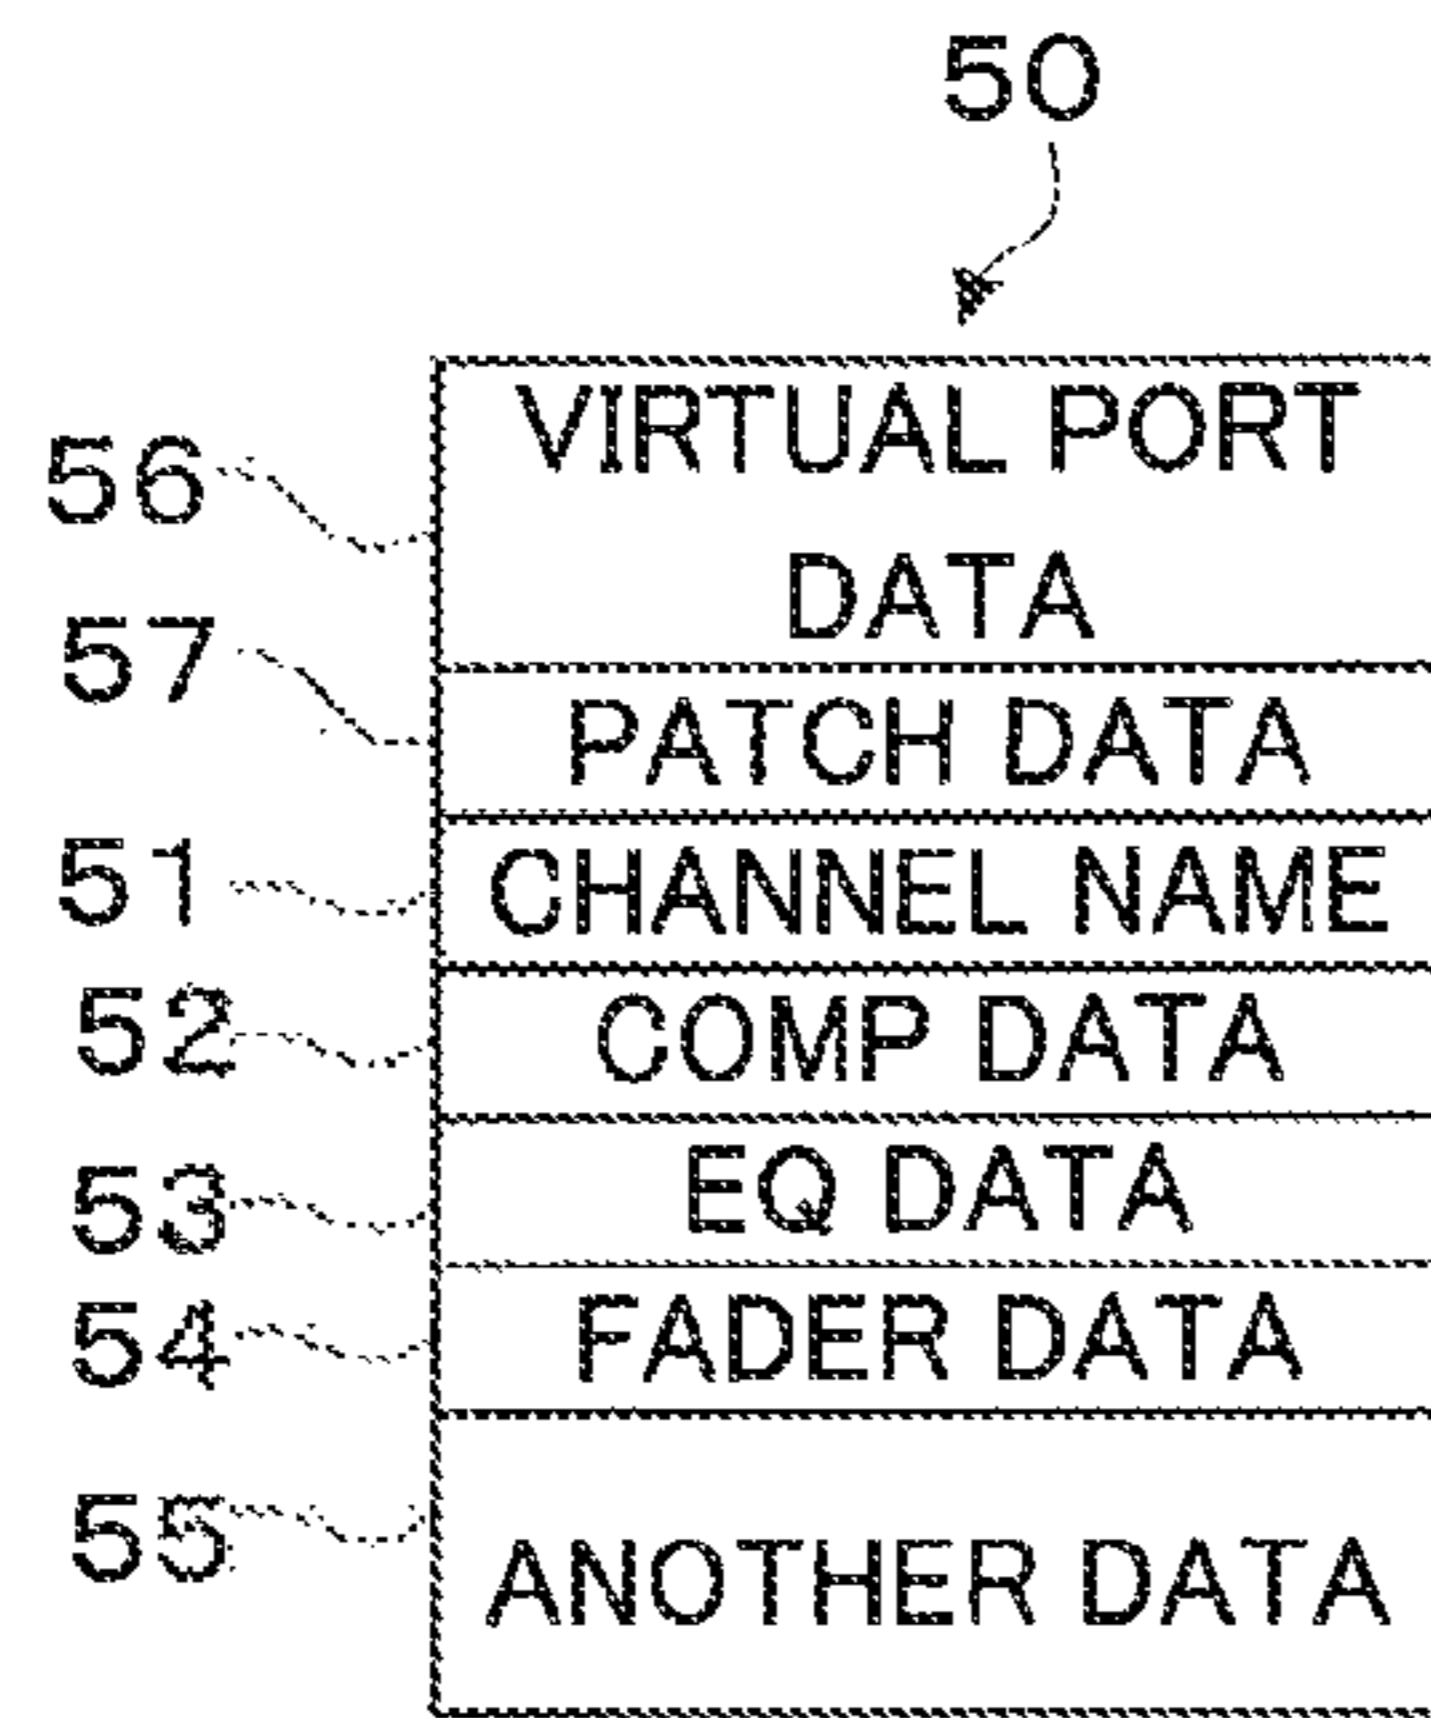 50
56 VIRTUAL PORT
DATA
57 PATCH DATA
51 CHANNEL NAME
52 COMP DATA
53 EQ DATA
54 FADER DATA
55 ANOTHER DATA